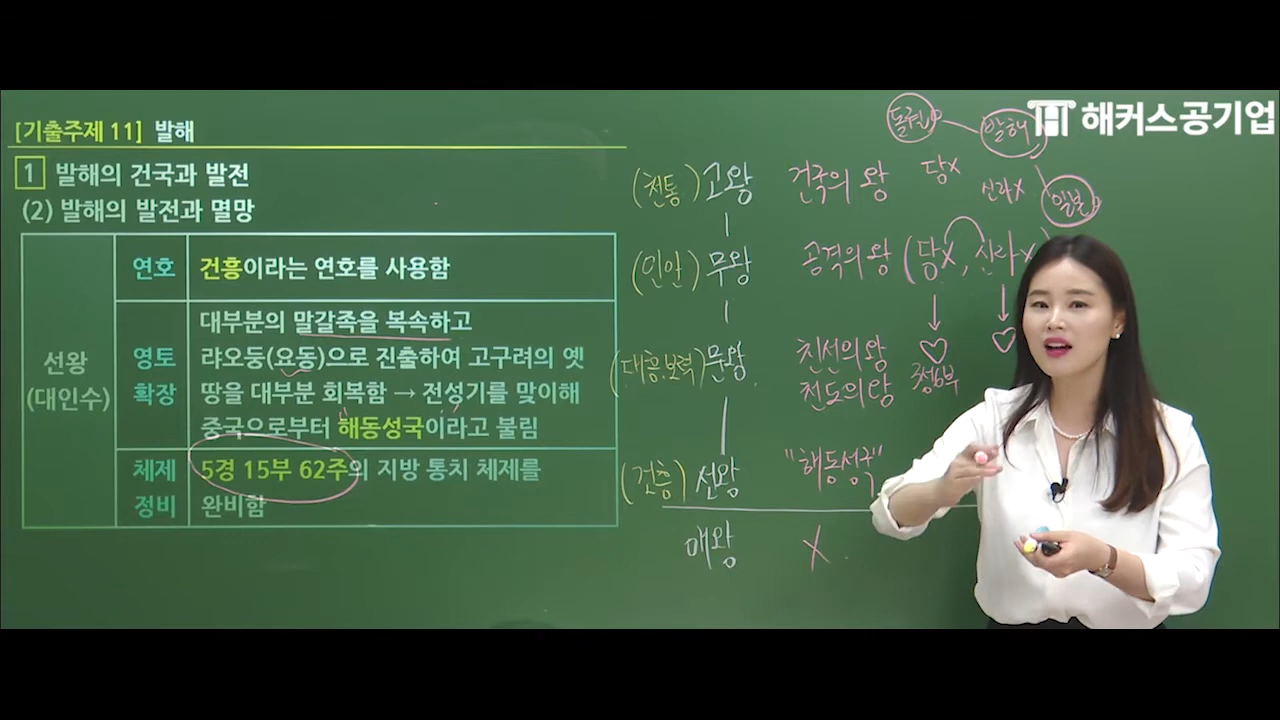 [기출주제 11] 발해
1 발해의 건국과 발전
(2) 발해의 발전과 멸망
선왕
(대인수)
연호
건흥이라는 연호를 사용함
영토
확장
대부분의 말갈족을 복속하고
랴오둥(요동)으로 진출하여 고구려의 옛
땅을 대부분 회복함 → 전성기를 맞이해
중국으로부터 해동성국이라고 불림
체제
정비
5경 15부 62주의 지방 통치 체제를
완비함
돌궐
발해
해커스공기업
(천통) 고왕 건국의 왕 당X
신라X
일본
(인안) 무왕 공격의 왕 (당X, 신라X)
(대흥.보력) 문왕 친선의 왕
천도의 왕
3성6부
(건흥) 선왕 "해동성국"
애왕 X